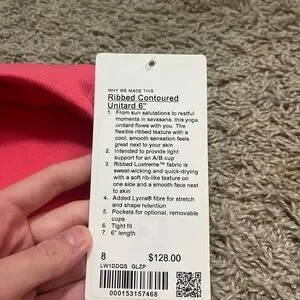 WHY WE MADE THIS
Ribbed Contoured
Unitard 6"
1. From sun salutations to restful
moments in savasana, this yoga
unitard flows with you. The
flexible ribbed texture with a
cool, smooth sensation feels
great next to your skin
2. Intended to provide light
support for an A/B cup
3. Ribbed Luxtreme™ fabric is
sweat-wicking and quick-drying
with a soft rib-like texture on
one side and a smooth face next
to skin
4. Added Lycra® fibre for stretch
and shape retention
5. Pockets for optional, removable
cups
6. Tight fit
7. 6" length
8 $128.00
LW1DDQS GLZP
000153157468